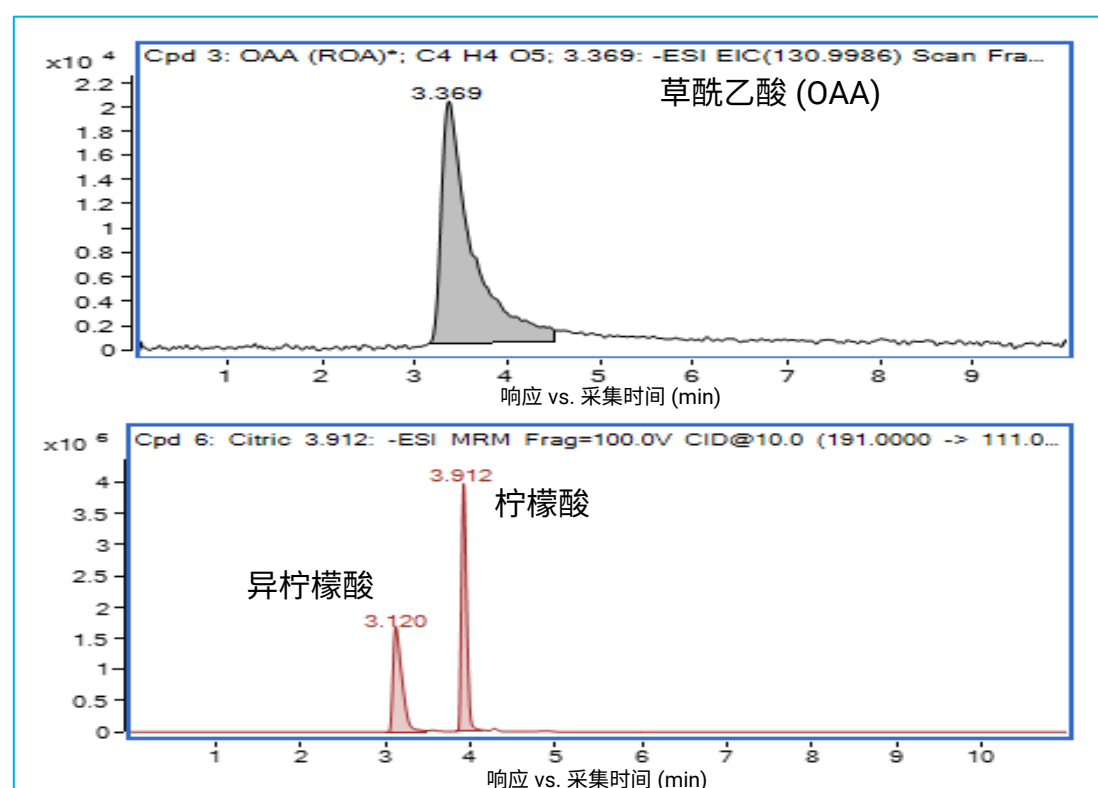 Cpd 3: OAA (ROA)*; C4 H4 O5; 3.369: -ESI EIC(130.9986) Scan Fra...
x10 4
草酰乙酸 (OAA)
3.369
2.2
2
1.8
1.6
1.4
1.2
1
0.8
0.6
0.4
0.2
0
1 2 3 4 5 6 7 8 9
响应 vs. 采集时间 (min)
Cpd 6: Citric 3.912: -ESI MRM Frag=100.0V CID@10.0 (191.0000 -> 111.0...
x10 6
3.912
柠檬酸
异柠檬酸
3.120
4
3.5
3
2.5
2
1.5
1
0.5
0
1 2 3 4 5 6 7 8 9 10
响应 vs. 采集时间 (min)